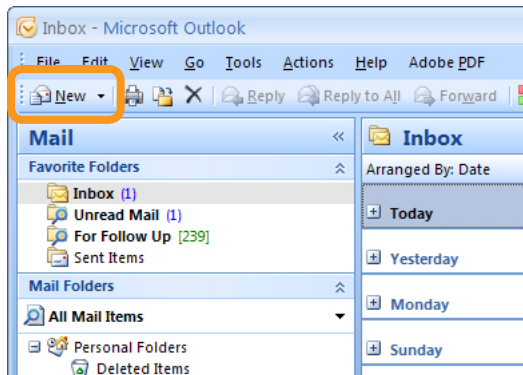 Inbox - Microsoft Outlook
File Edit View Go Tools Actions Help Adobe PDF
New Reply Reply to All Forward
Mail
Favorite Folders
Inbox (1)
Unread Mail (1)
For Follow Up [239]
Sent Items
Mail Folders
All Mail Items
Personal Folders
Deleted Items
Inbox
Arranged By: Date
Today
Yesterday
Monday
Sunday